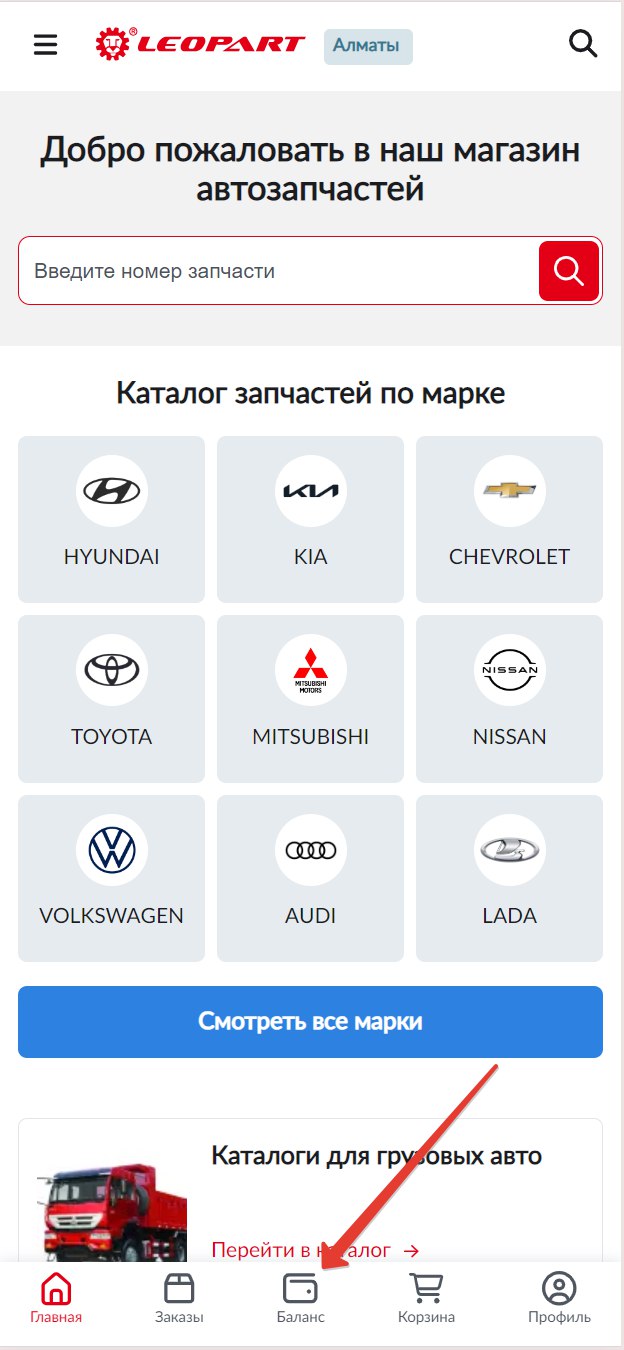 LEOPART®
Алматы
Добро пожаловать в наш магазин
автозапчастей
Введите номер запчасти
Каталог запчастей по марке
HYUNDAI
KIA
CHEVROLET
MITSUBISHI
MOTORS
NISSAN
TOYOTA
MITSUBISHI
NISSAN
VOLKSWAGEN
AUDI
LADA
Смотреть все марки
Каталоги для грузовых авто
Перейти в каталог →
Главная
Заказы
Баланс
Корзина
Профиль